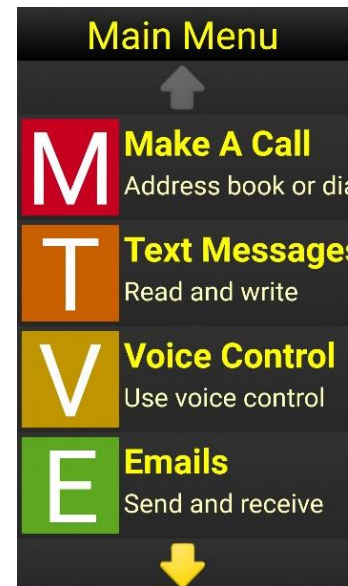 Main Menu
M
Make A Call
Address book or
T
Text Messages
Read and write
V
Voice Control
Use voice control
E
Emails
Send and receive